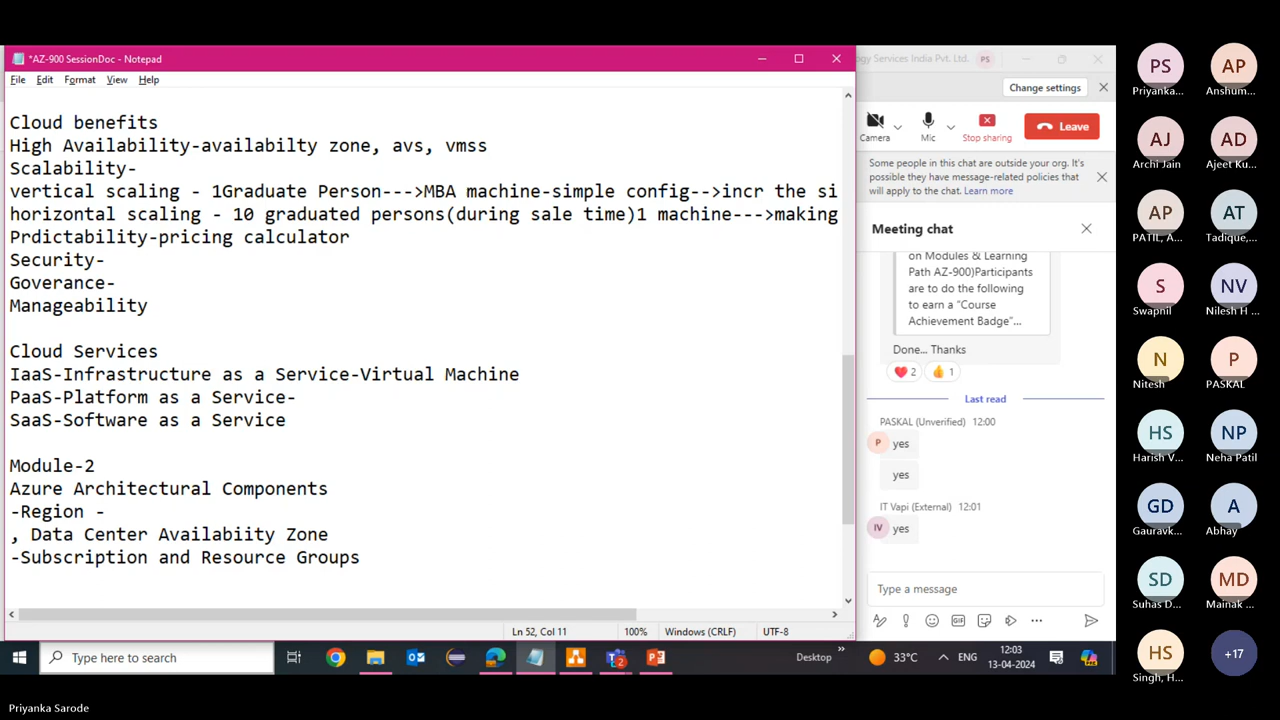 *AZ-900 SessionDoc - Notepad
File Edit Format View Help
Cloud benefits
High Availability-availabilty zone, avs, vmss
Scalability-
vertical scaling - 1Graduate Person--->MBA machine-simple config-->incr the si
horizontal scaling - 10 graduated persons(during sale time)1 machine--->making
Prdictability-pricing calculator
Security-
Goverance-
Manageability
Cloud Services
IaaS-Infrastructure as a Service-Virtual Machine
PaaS-Platform as a Service-
SaaS-Software as a Service
Module-2
Azure Architectural Components
-Region -
, Data Center Availabiity Zone
-Subscription and Resource Groups
Ln 52, Col 11 100% Windows (CRLF) UTF-8
ogy Services India Pvt. Ltd. PS
Change settings
Camera Mic Stop sharing Leave
Some people in this chat are outside your org. It's
possible they have message-related policies that
will apply to the chat. Learn more
Meeting chat
on Modules & Learning
Path AZ-900)Participants
are to do the following
to earn a “Course
Achievement Badge”...
Done... Thanks
2 1
Last read
PASKAL (Unverified) 12:00
P yes
yes
IT Vapi (External) 12:01
IV yes
Type a message
Type here to search
2
Desktop
»
33°C
ENG
12:03
13-04-2024
PS AP
Priyanka... Anshum...
AJ AD
Archi Jain Ajeet Ku...
AP AT
PATIL, A... Tadique,...
S NV
Swapnil Nilesh H ...
N P
Nitesh PASKAL
HS NP
Harish V... Neha Patil
GD A
Gauravk... Abhay
SD MD
Suhas D... Mainak ...
HS +17
Singh, H...
Priyanka Sarode